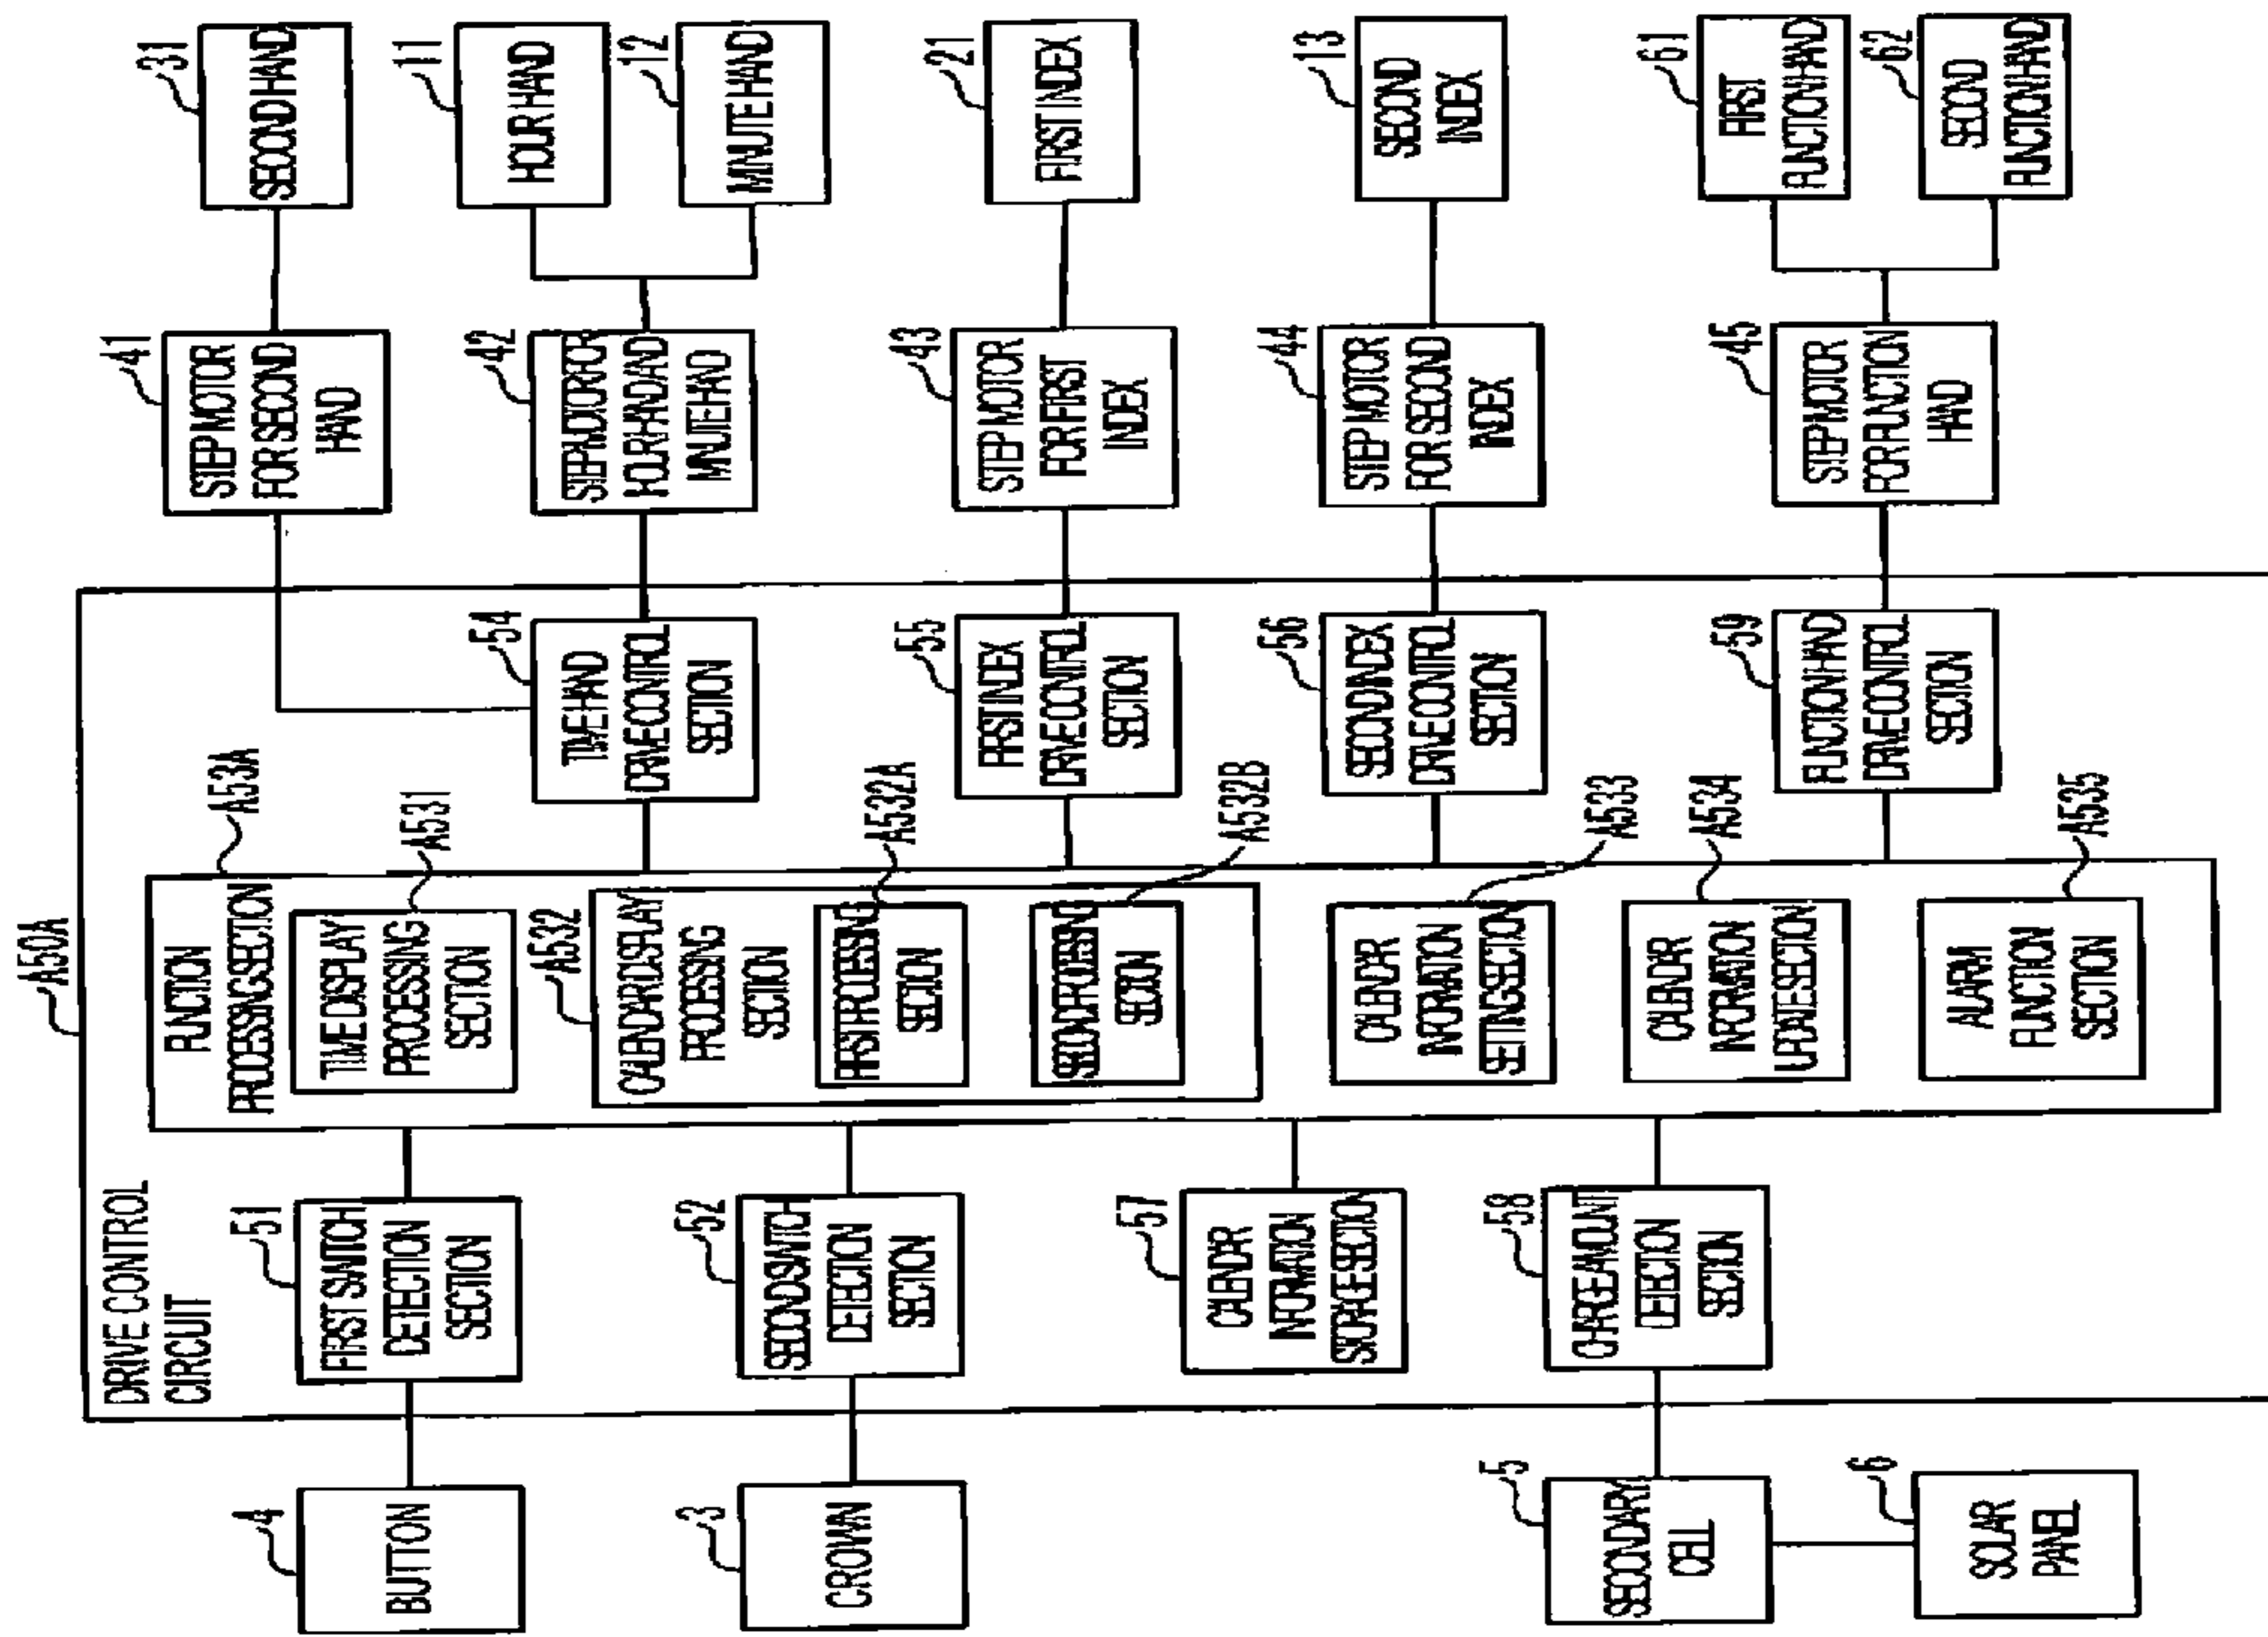 A50A
DRIVE CONTROL
CIRCUIT
4
BUTTON
3
CROWN
5
SECONDARY
CELL
6
SOLAR
PANEL
51
FIRST SWITCH
DETECTION
SECTION
52
SECOND SWITCH
DETECTION
SECTION
57
CALENDAR
INFORMATION
STORAGE SECTION
58
CHARGE AMOUNT
DETECTION
SECTION
A53A
FUNCTION
PROCESSING SECTION
A531
TIME DISPLAY
PROCESSING
SECTION
A532
CALENDAR DISPLAY
PROCESSING
SECTION
A532A
FIRST PROCESSING
SECTION
A532B
SECOND PROCESSING
SECTION
A533
CALENDAR
INFORMATION
SETTING SECTION
A534
CALENDAR
INFORMATION
UPDATE SECTION
A535
ALARM
FUNCTION
SECTION
54
TIME HAND
DRIVE CONTROL
SECTION
55
FIRST INDEX
DRIVE CONTROL
SECTION
56
SECOND INDEX
DRIVE CONTROL
SECTION
59
FUNCTION HAND
DRIVE CONTROL
SECTION
41
STEP MOTOR
FOR SECOND
HAND
42
STEP MOTOR FOR
HOUR HAND AND
MINUTE HAND
43
STEP MOTOR
FOR FIRST
INDEX
44
STEP MOTOR
FOR SECOND
INDEX
45
STEP MOTOR
FOR FUNCTION
HAND
31
SECOND HAND
11
HOUR HAND
12
MINUTE HAND
21
FIRST INDEX
13
SECOND
INDEX
61
FIRST
FUNCTION HAND
62
SECOND
FUNCTION HAND